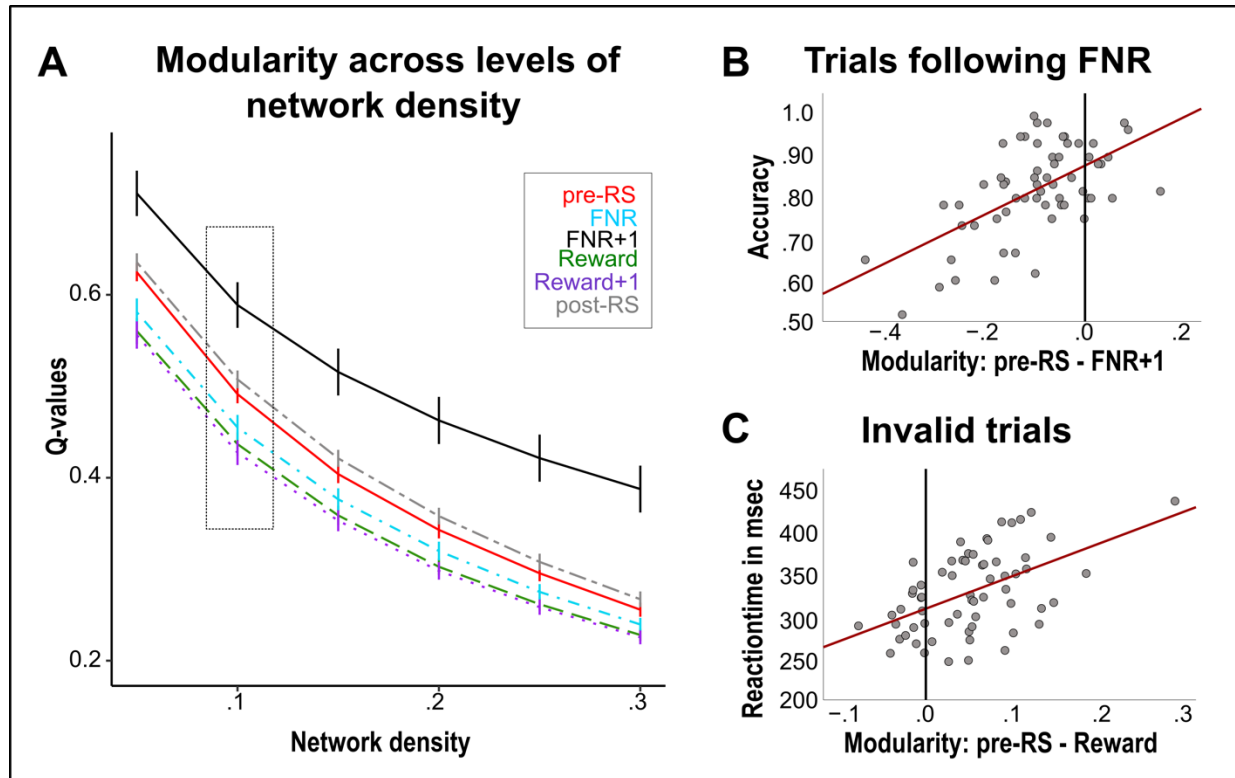 A
Modularity across levels of
network density
pre-RS
FNR
FNR+1
Reward
Reward+1
post-RS
Q-values
0.6
0.4
0.2
.1
.2
.3
Network density
B
Trials following FNR
Accuracy
1.0
.90
.80
.70
.60
.50
−.4
−.2
.0
.2
Modularity: pre-RS - FNR+1
C
Invalid trials
Reactiontime in msec
450
400
350
300
250
200
−.1
.0
.1
.2
.3
Modularity: pre-RS - Reward